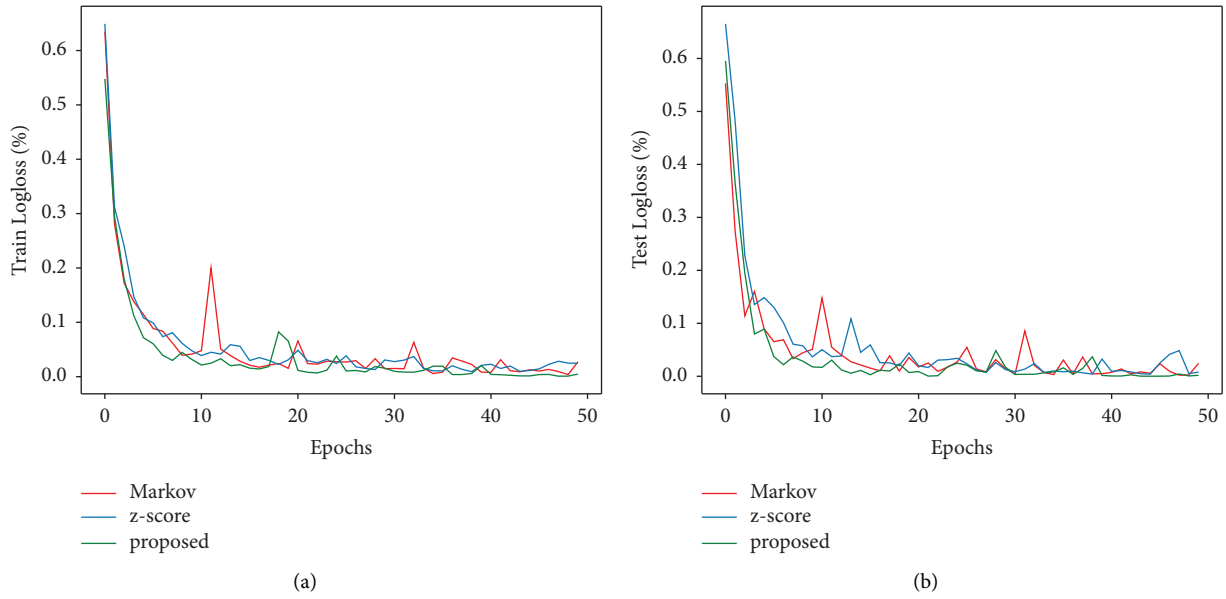 Train Logloss (%)
0.6
0.5
0.4
0.3
0.2
0.1
0.0
0 10 20 30 40 50
Epochs
Markov
z-score
proposed
(a)
Test Logloss (%)
0.6
0.5
0.4
0.3
0.2
0.1
0.0
0 10 20 30 40 50
Epochs
Markov
z-score
proposed
(b)